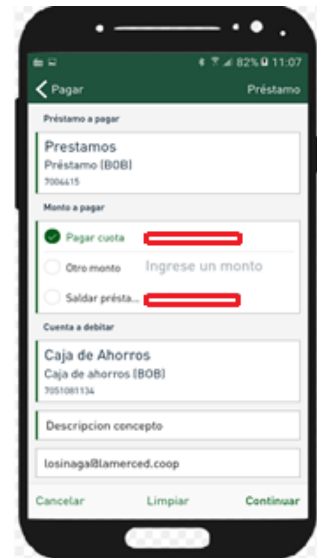 82% 11:07
Pagar Préstamo
Préstamo a pagar
Prestamos
Préstamo (BOB)
7004415
Monto a pagar
Pagar cuota
Otro monto Ingrese un monto
Saldar présta...
Cuenta a debitar
Caja de Ahorros
Caja de ahorros (BOB)
7051081134
Descripcion concepto
losinaga@lamerced.coop
Cancelar Limpiar Continuar